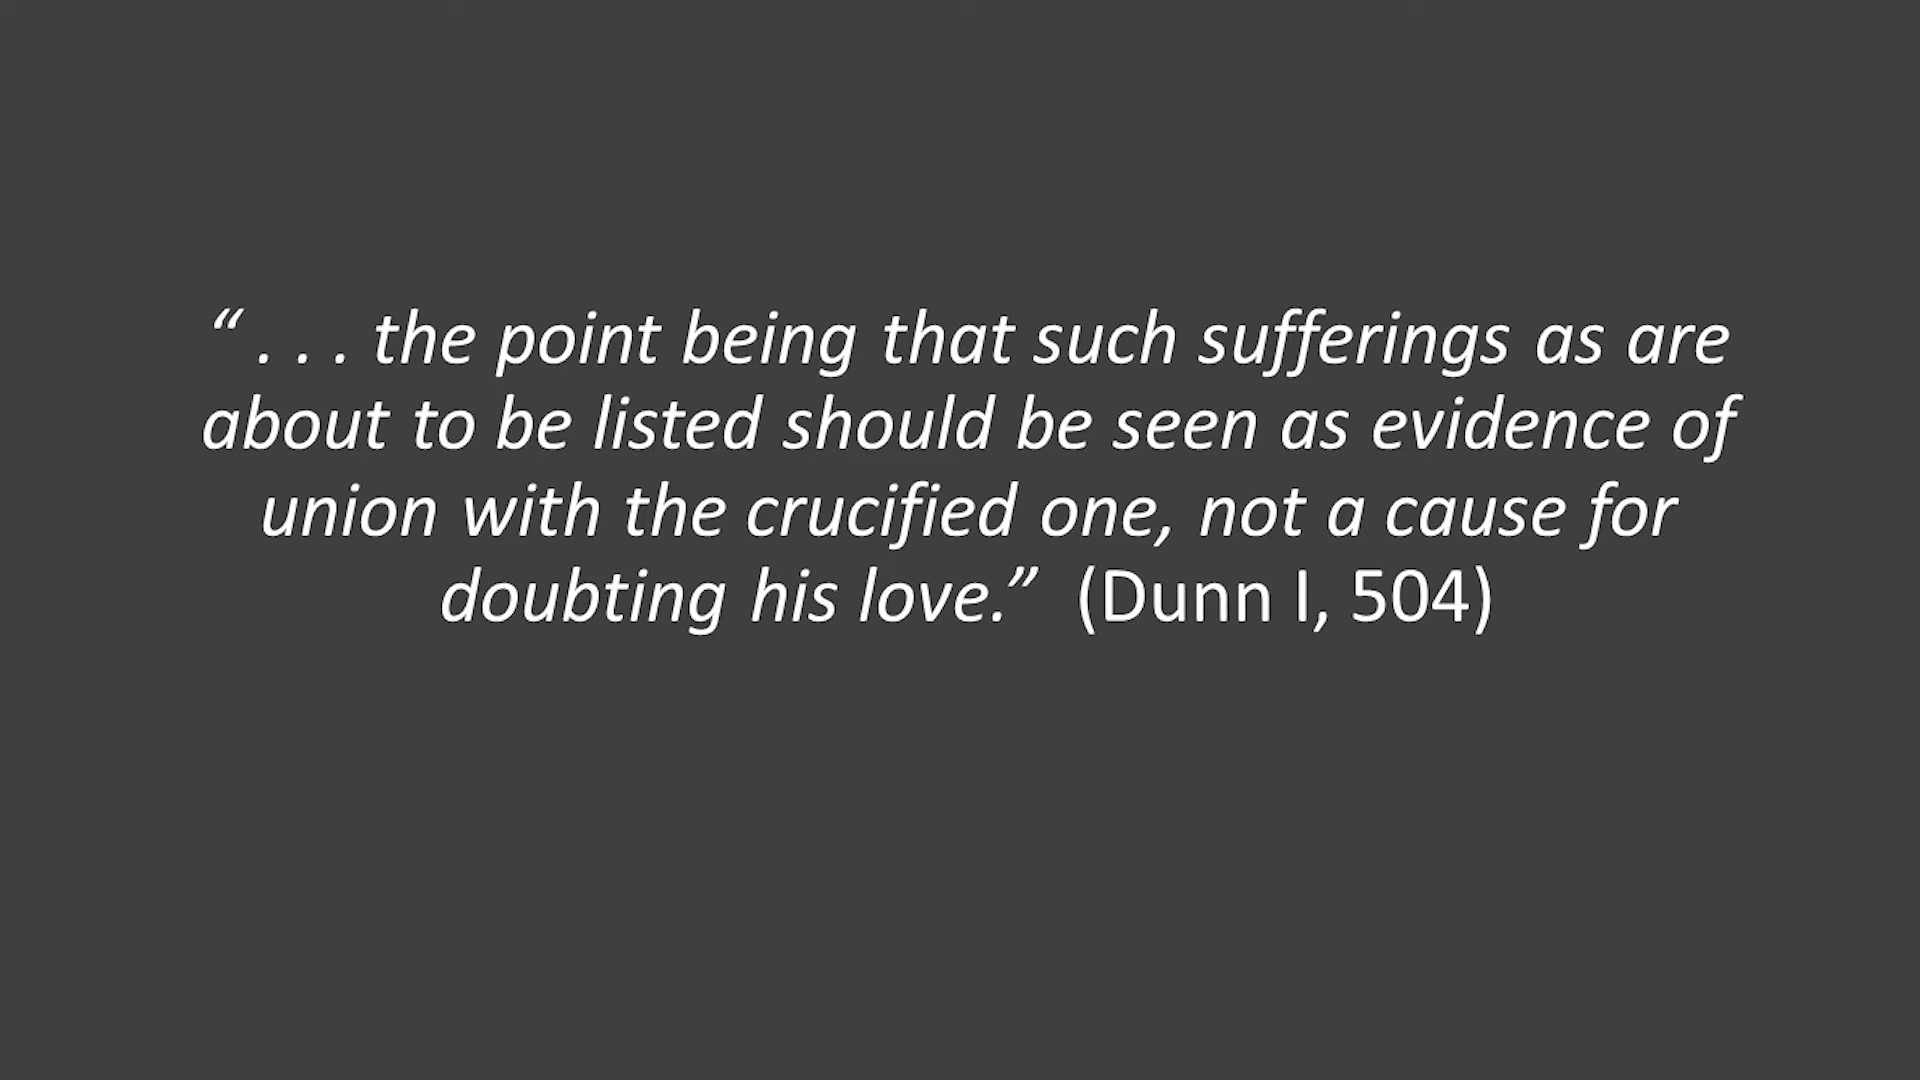 “ . . . the point being that such sufferings as are
about to be listed should be seen as evidence of
union with the crucified one, not a cause for
doubting his love.”  (Dunn I, 504)